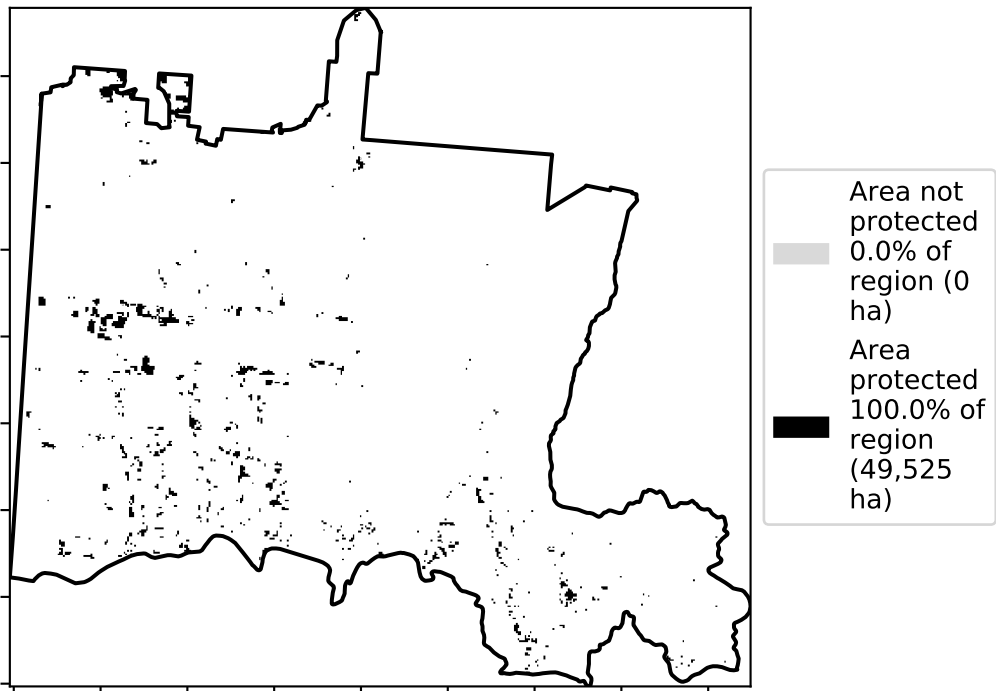 Area not
protected
0.0% of
region (0
ha)
Area
protected
100.0% of
region
(49,525
ha)